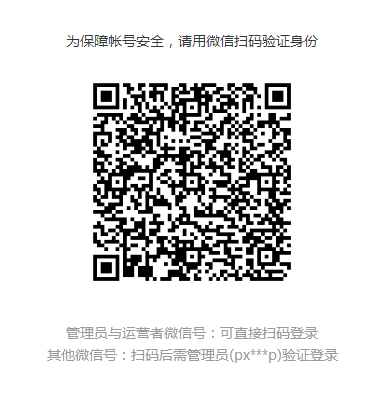 为保障帐号安全，请用微信扫码验证身份
管理员与运营者微信号：可直接扫码登录
其他微信号：扫码后需管理员(px***p)验证登录